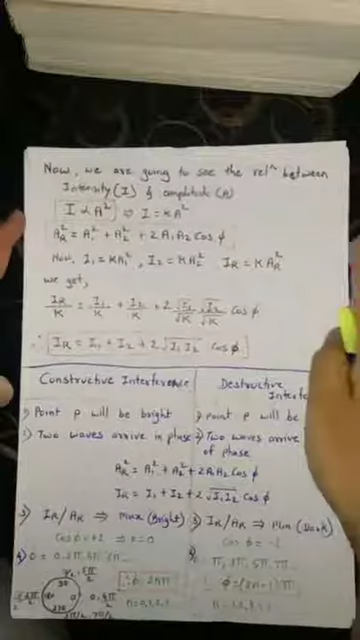 Now, we are going to see the rel^n between
Intensity (I) & amplitude (A)
I ∝ A² ⇒ I = KA²
A_R² = A₁² + A₂² + 2A₁A₂ Cos ϕ
Now, I₁ = KA₁², I₂ = KA₂² I_R = KA_R²
we get,
I_R/K = I₁/K + I₂/K + 2 √I₁/√K √I₂/√K Cos ϕ
∴ I_R = I₁ + I₂ + 2√I₁I₂ Cos ϕ
Constructive Interference
1) Point P will be bright
Two waves arrive in phase
Destructive
Point P will be
2) Two waves arrive
of phase
A_R² = A₁² + A₂² + 2A₁A₂ Cos ϕ
I_R = I₁ + I₂ + 2√I₁I₂ Cos ϕ
3) I_R/A_R ⇒ Max (Bright)
3) I_R/A_R ⇒ Min (Dark)
Cos ϕ = -1
∴ ϕ = 2nπ
ϕ = (2n-1)π